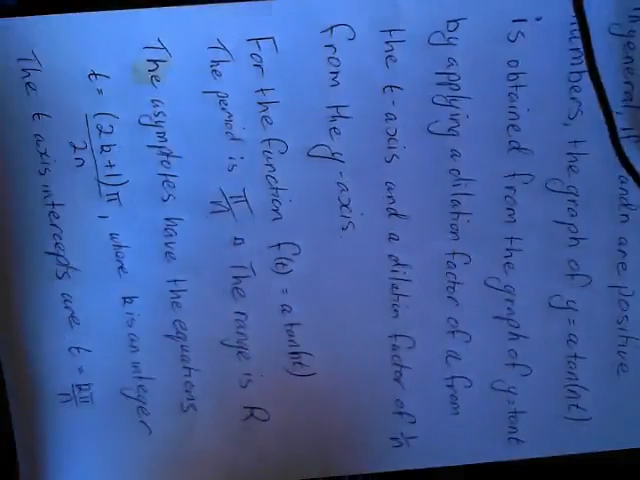 In general, and n are positive
numbers, the graph of y = a tan(nt)
is obtained from the graph of y = tan t
by applying a dilation factor of a from
the t-axis and a dilation factor of 1/n
from the y-axis.
For the function f(t) = a tan(nt)
The period is π/n The range is R
The asymptotes have the equations
t = (2k+1)π/2n, where k is an integer
The t axis intercepts are t = kπ/n